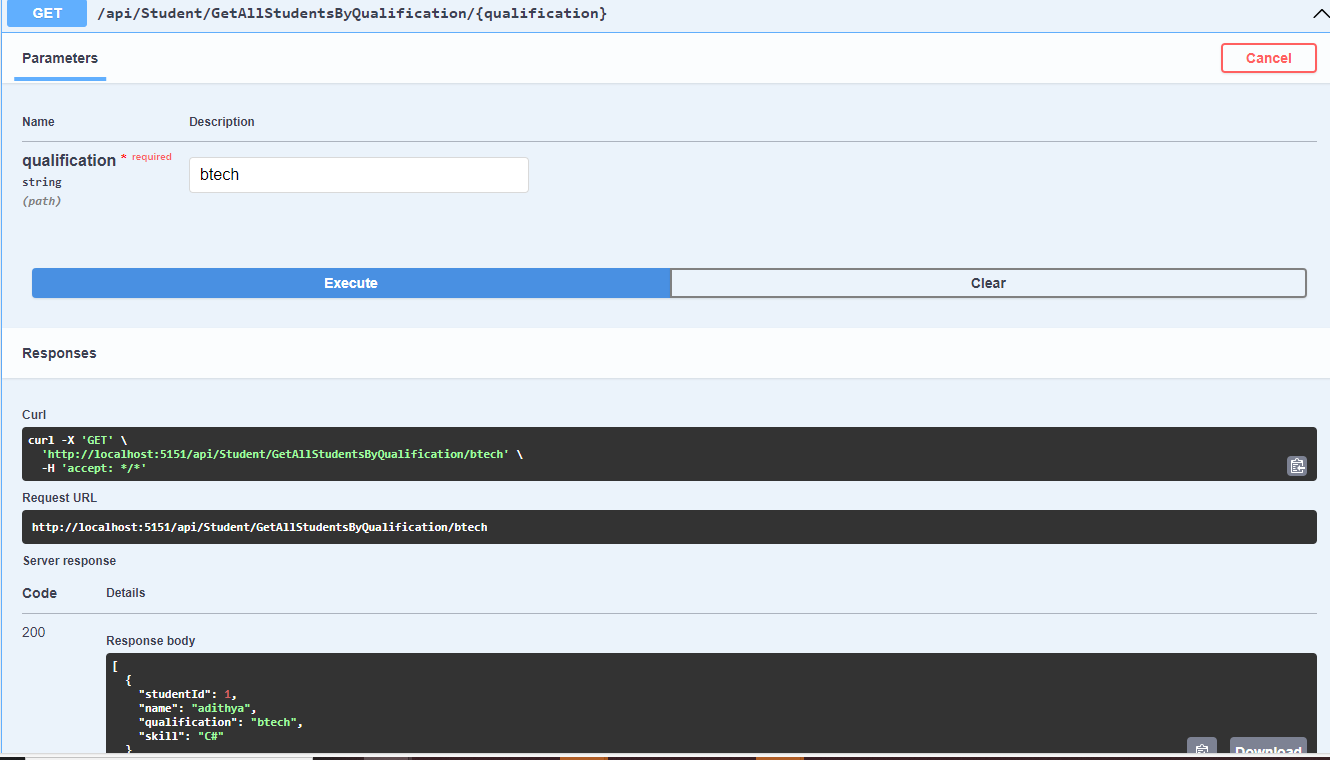 GET /api/Student/GetAllStudentsByQualification/{qualification}
Parameters Cancel
Name Description
qualification * required
string
(path)
btech
Execute Clear
Responses
Curl
curl -X 'GET' \
'http://localhost:5151/api/Student/GetAllStudentsByQualification/btech' \
-H 'accept: */*'
Request URL
http://localhost:5151/api/Student/GetAllStudentsByQualification/btech
Server response
Code Details
200
Response body
[
{
"studentId": 1,
"name": "adithya",
"qualification": "btech",
"skill": "C#"
}
Download